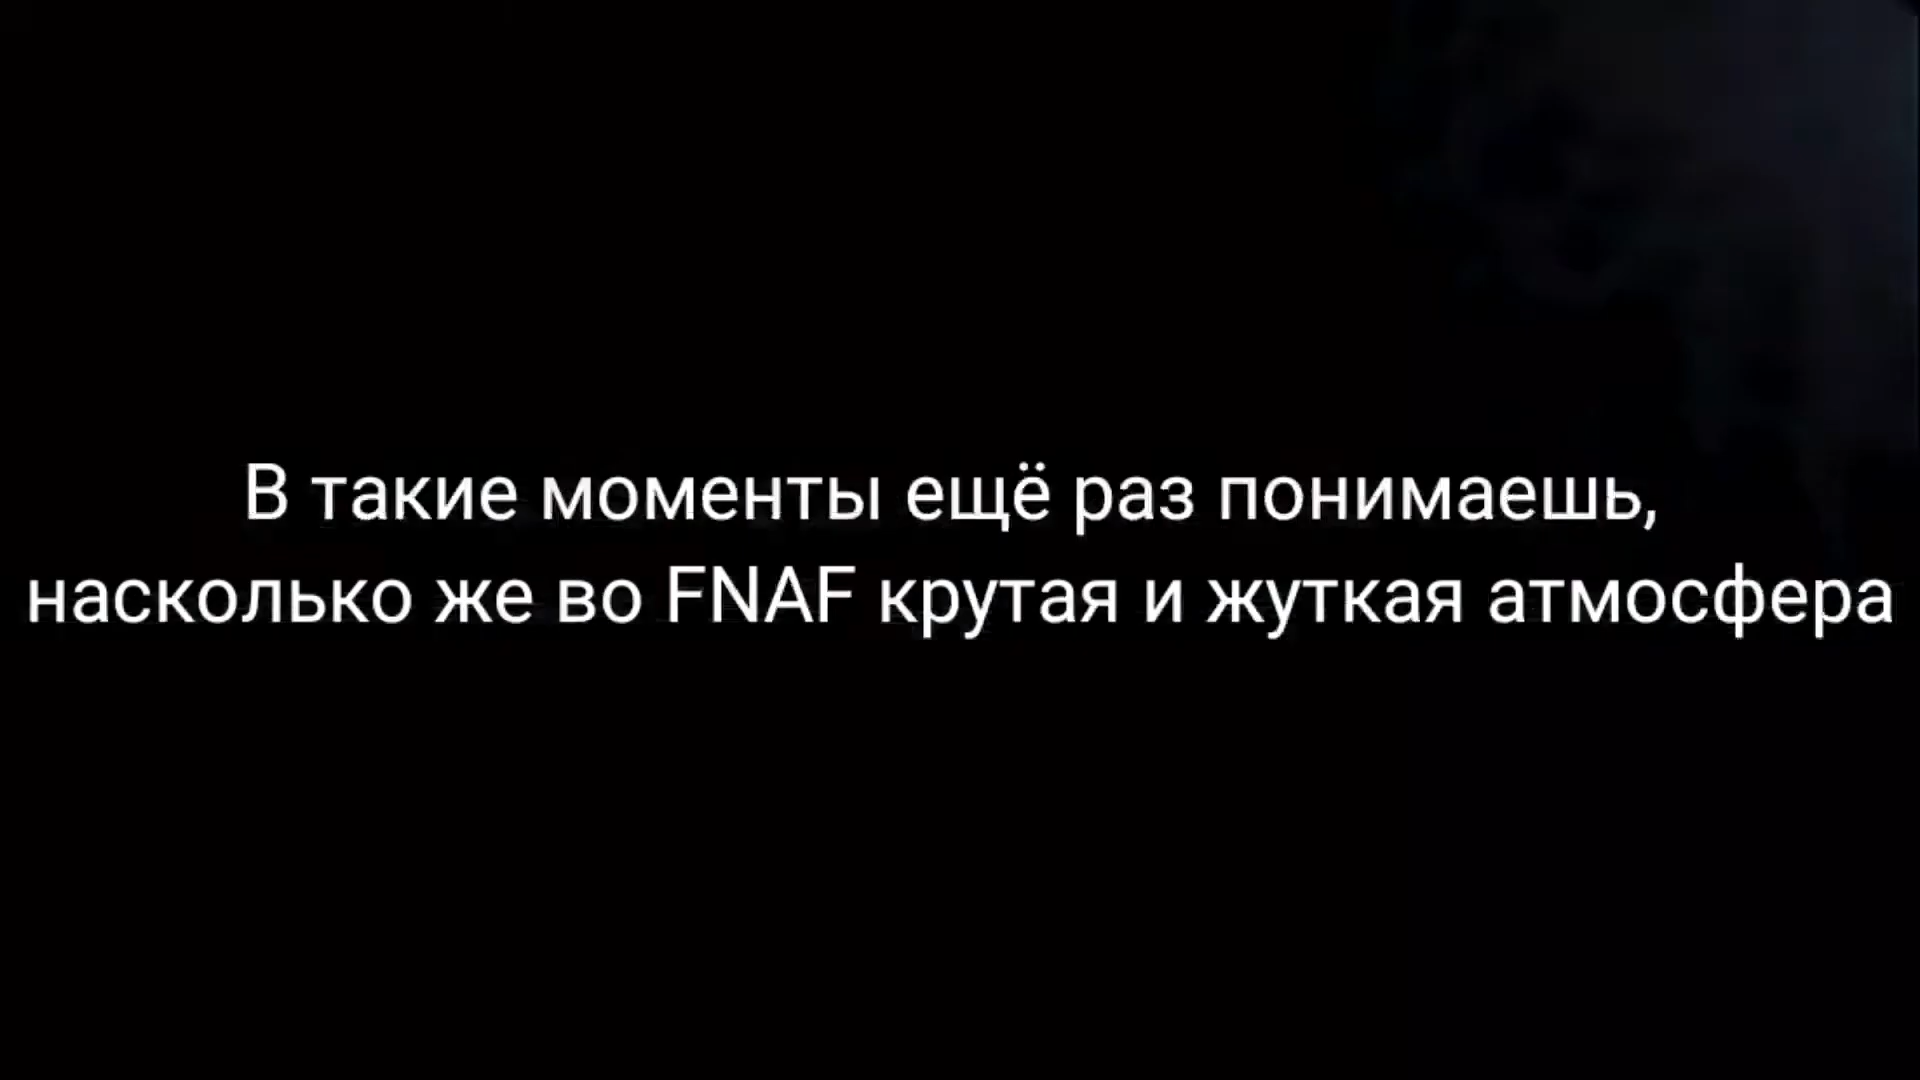 В такие моменты ещё раз понимаешь,
насколько же во FNAF крутая и жуткая атмосфера